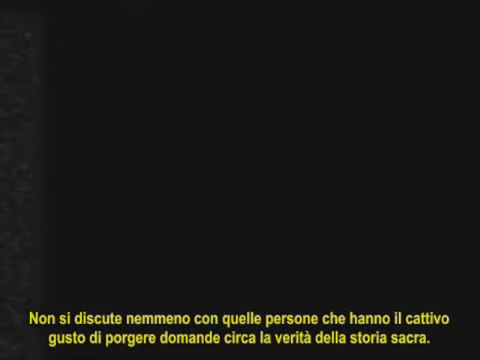 Non si discute nemmeno con quelle persone che hanno il cattivo
gusto di porgere domande circa la verità della storia sacra.